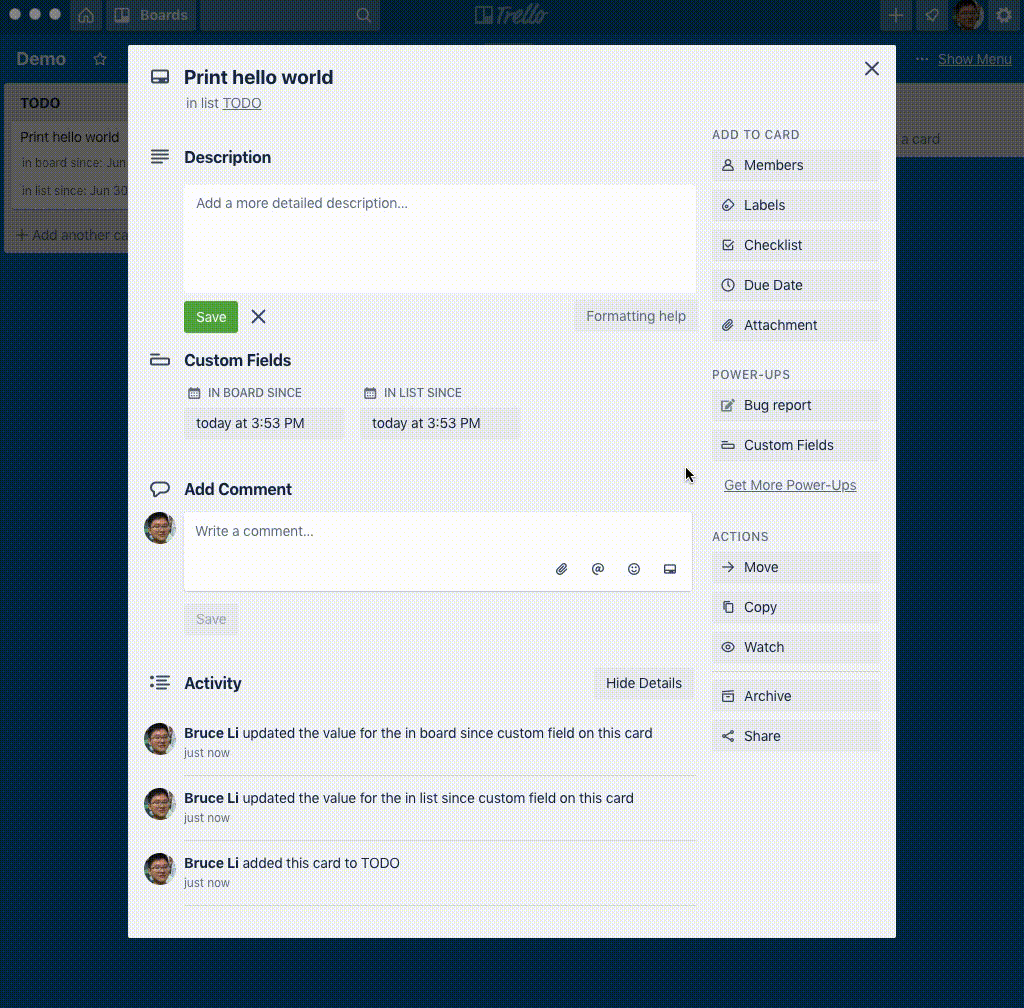 Boards
Trello
Demo
Show Menu
TODO
Print hello world
in board since: Jun
in list since: Jun 30
Add another ca
a card
Print hello world
in list TODO
Description
Add a more detailed description...
Save
Formatting help
Custom Fields
IN BOARD SINCE
IN LIST SINCE
today at 3:53 PM
today at 3:53 PM
Add Comment
Write a comment...
Save
Activity
Hide Details
Bruce Li updated the value for the in board since custom field on this card
just now
Bruce Li updated the value for the in list since custom field on this card
just now
Bruce Li added this card to TODO
just now
ADD TO CARD
Members
Labels
Checklist
Due Date
Attachment
POWER-UPS
Bug report
Custom Fields
Get More Power-Ups
ACTIONS
Move
Copy
Watch
Archive
Share